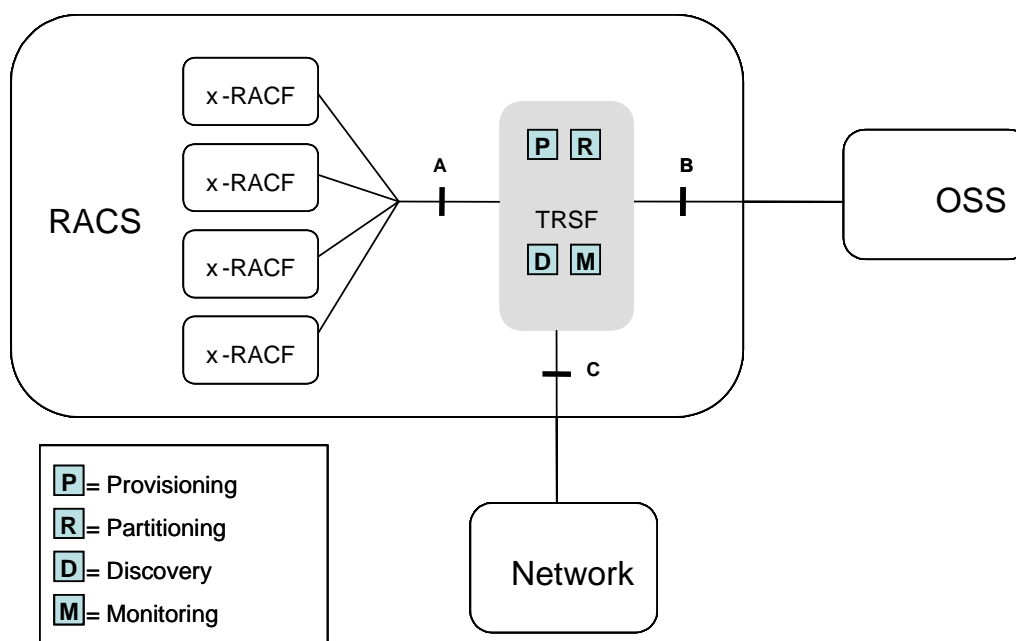 x-RACF
x-RACF
x-RACF
x-RACF
RACS
A
P R
TRSF
D M
B
OSS
C
Network
P = Provisioning
R = Partitioning
D = Discovery
M = Monitoring